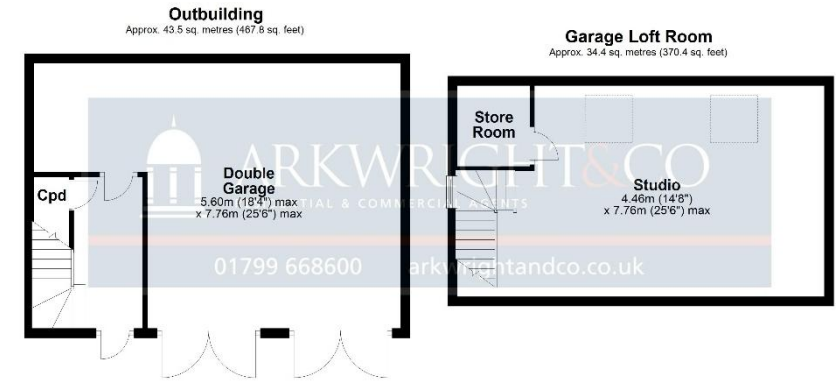 Outbuilding
Approx. 43.5 sq. metres (467.8 sq. feet)
Garage Loft Room
Approx. 34.4 sq. metres (370.4 sq. feet)
Store
Room
ARKWRIGHT&CO
Cpd
Double
Garage
5.60m (18'4") max
x 7.76m (25'6") max
& COMMERCIAL AGENTS
Studio
4.46m (14'8")
x 7.76m (25'6") max
01799 668600
arkwrightandco.co.uk